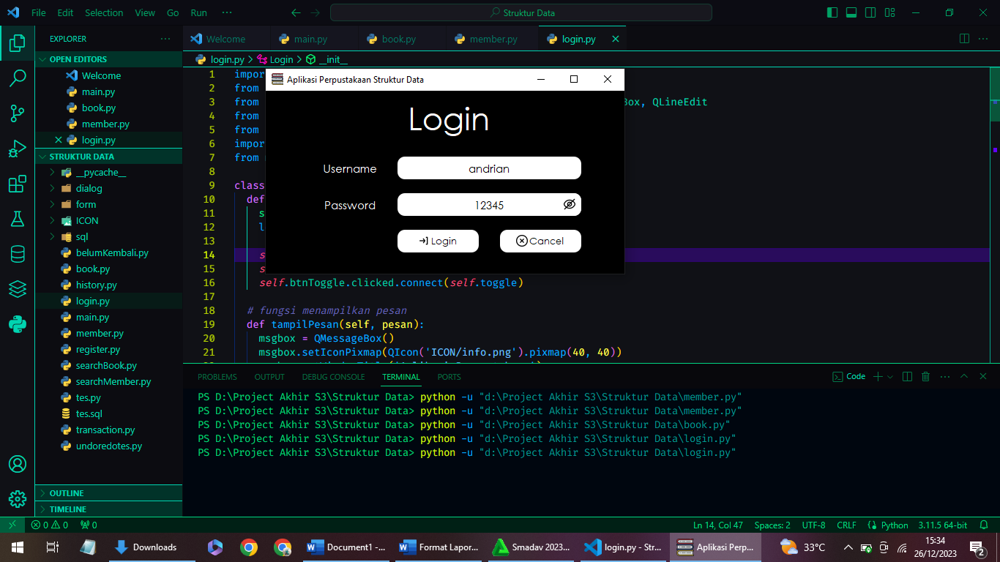 File Edit Selection View Go Run ··· Struktur Data
EXPLORER ···
OPEN EDITORS
Welcome
main.py
book.py
member.py
login.py
STRUKTUR DATA
__pycache__
dialog
form
ICON
sql
belumKembali.py
book.py
history.py
login.py
main.py
member.py
register.py
searchBook.py
searchMember.py
tes.py
tes.sql
transaction.py
undoredotes.py
OUTLINE
TIMELINE
Welcome main.py book.py member.py login.py
login.py > Login > __init__
1 impor
2 from
3 from Box, QLineEdit
4 from
5 from
6 impor
7 from
8
9 class
10 def
11 s
12 l
13
14 s
15 s
16 self.btnToggle.clicked.connect(self.toggle)
17
18 # fungsi menampilkan pesan
19 def tampilPesan(self, pesan):
20 msgbox = QMessageBox()
21 msgbox.setIconPixmap(QIcon('ICON/info.png').pixmap(40, 40))
Aplikasi Perpustakaan Struktur Data
Login
Username andrian
Password 12345
Login Cancel
PROBLEMS OUTPUT DEBUG CONSOLE TERMINAL PORTS Code
PS D:\Project Akhir S3\Struktur Data> python -u "d:\Project Akhir S3\Struktur Data\member.py"
PS D:\Project Akhir S3\Struktur Data> python -u "d:\Project Akhir S3\Struktur Data\member.py"
PS D:\Project Akhir S3\Struktur Data> python -u "d:\Project Akhir S3\Struktur Data\book.py"
PS D:\Project Akhir S3\Struktur Data> python -u "d:\Project Akhir S3\Struktur Data\login.py"
PS D:\Project Akhir S3\Struktur Data> python -u "d:\Project Akhir S3\Struktur Data\login.py"
0 0 0 Ln 14, Col 47 Spaces: 2 UTF-8 CRLF Python 3.11.5 64-bit
Downloads Document1 -... Format Lapor... Smadav 2023... login.py - Str... Aplikasi Perp... 33°C 15:34
26/12/2023 2